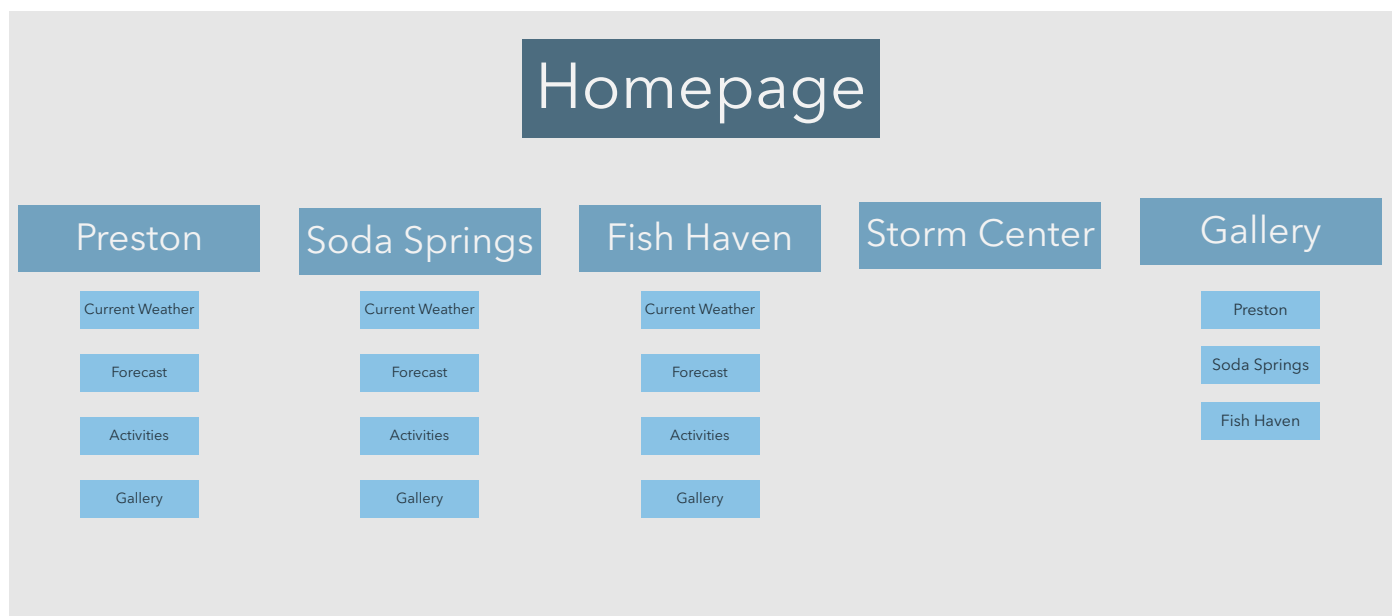 Homepage
Preston
Soda Springs
Fish Haven
Storm Center
Gallery
Current Weather
Forecast
Activities
Gallery
Current Weather
Forecast
Activities
Gallery
Current Weather
Forecast
Activities
Gallery
Preston
Soda Springs
Fish Haven